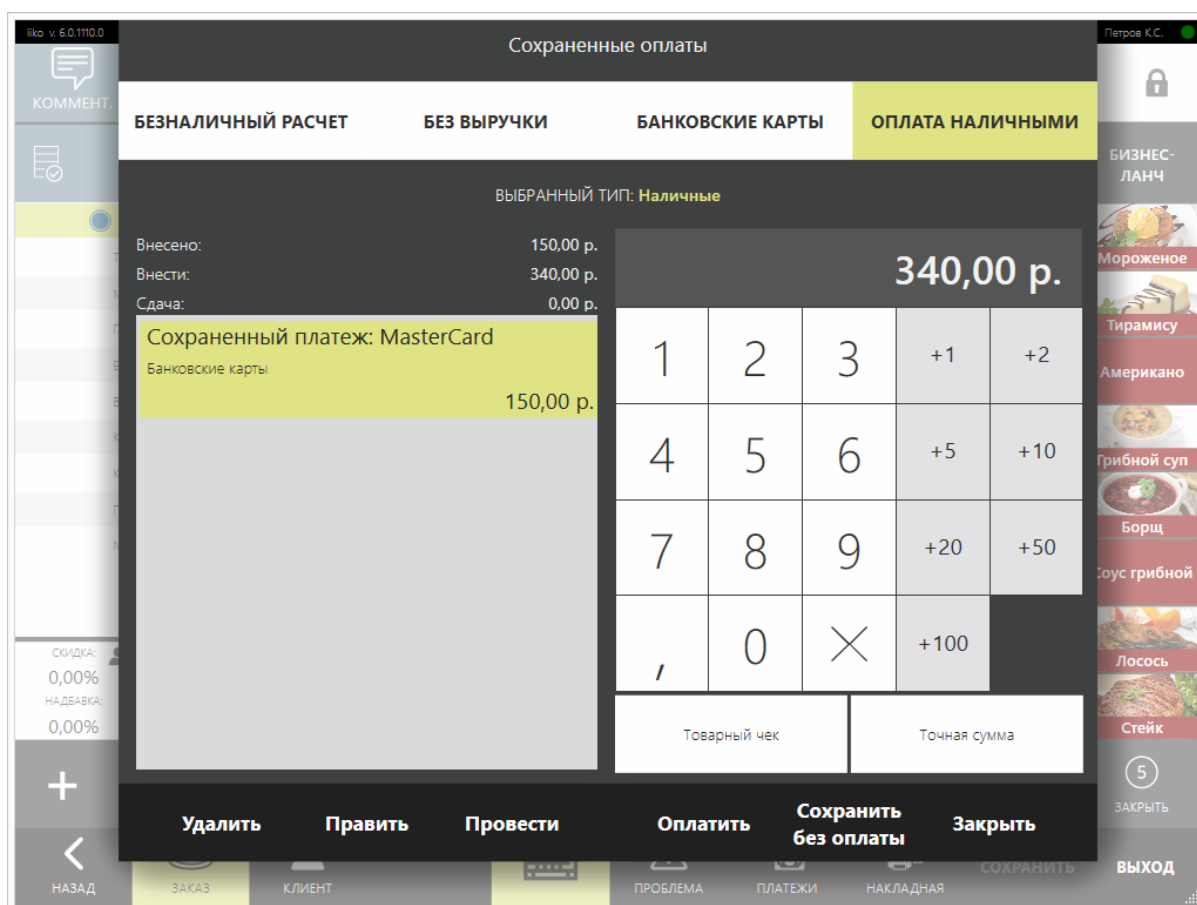 iiko v. 6.0.1110.0
Петров К.С.
Сохраненные оплаты
КОММЕНТ.
БЕЗНАЛИЧНЫЙ РАСЧЕТ
БЕЗ ВЫРУЧКИ
БАНКОВСКИЕ КАРТЫ
ОПЛАТА НАЛИЧНЫМИ
БИЗНЕС-
ЛАНЧ
ВЫБРАННЫЙ ТИП: Наличные
Внесено: 150,00 р.
Внести: 340,00 р.
Сдача: 0,00 р.
340,00 р.
Мороженое
Сохраненный платеж: MasterCard
Банковские карты
150,00 р.
1 2 3 +1 +2
4 5 6 +5 +10
7 8 9 +20 +50
, 0 +100
Товарный чек
Точная сумма
Тирамису
Американо
Грибной суп
Борщ
Соус грибной
Лосось
Стейк
СКИДКА:
0,00%
НАДБАВКА:
0,00%
5
ЗАКРЫТЬ
Удалить
Править
Провести
Оплатить
Сохранить
без оплаты
Закрыть
НАЗАД
ЗАКАЗ
КЛИЕНТ
ПРОБЛЕМА
ПЛАТЕЖИ
НАКЛАДНАЯ
СОХРАНИТЬ
ВЫХОД